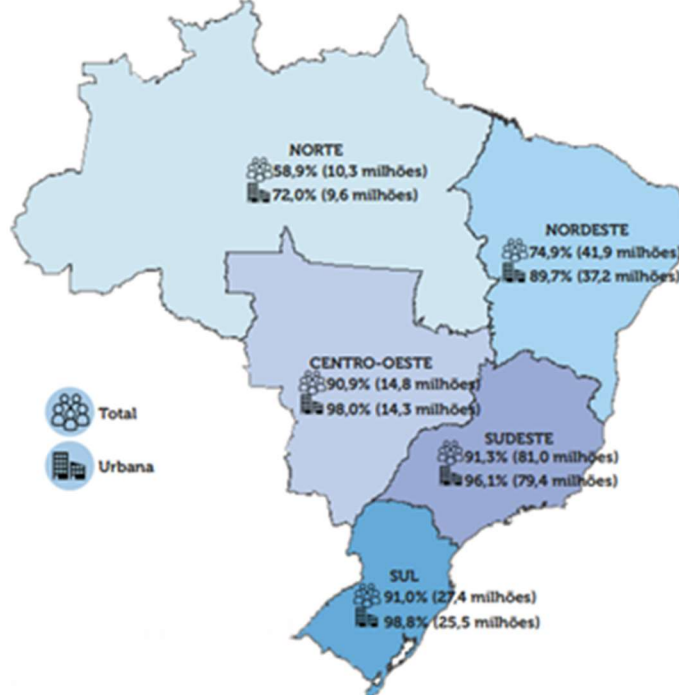 NORTE
58,9% (10,3 milhões)
72,0% (9,6 milhões)
NORDESTE
74,9% (41,9 milhões)
89,7% (37,2 milhões)
CENTRO-OESTE
90,9% (14,8 milhões)
98,0% (14,3 milhões)
Total
Urbana
SUDESTE
91,3% (81,0 milhões)
96,1% (79,4 milhões)
SUL
91,0% (27,4 milhões)
98,8% (25,5 milhões)